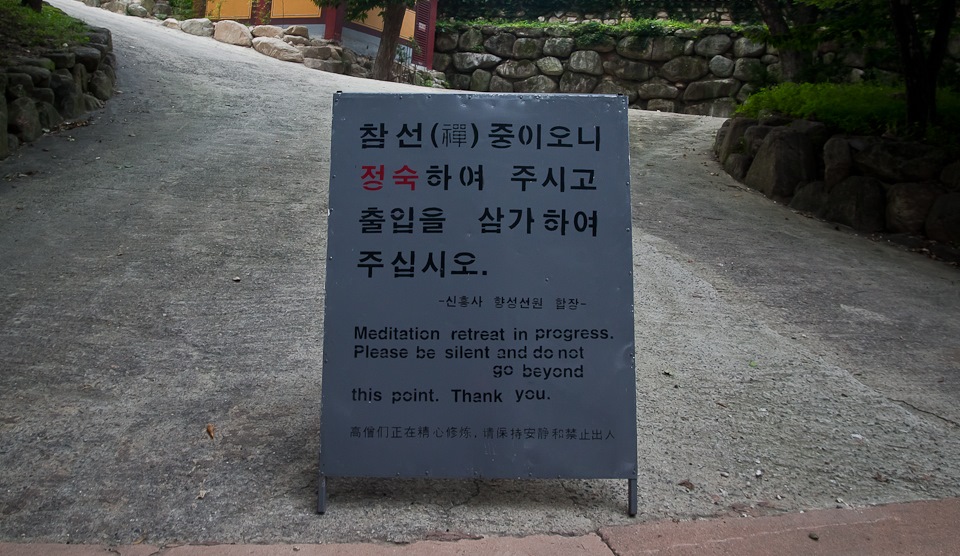 참선(禪)중이오니
정숙하여 주시고
출입을 삼가하여
주십시오.
-신흥사 향성선원 합장-
Meditation retreat in progress.
Please be silent and do not
go beyond
this point. Thank you.
高僧们正在精心修炼, 请保持安静和禁止出人